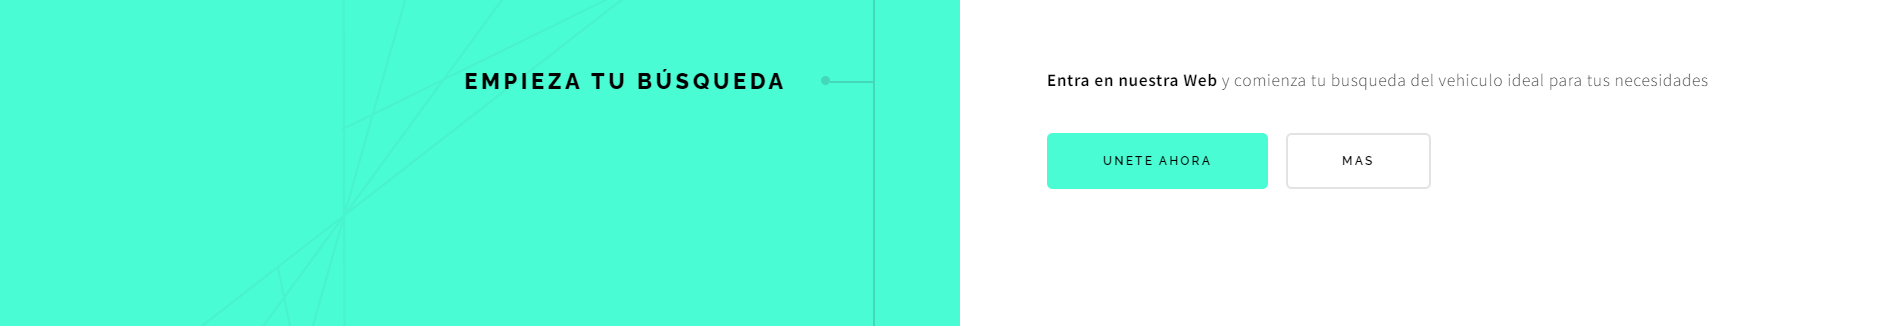 EMPIEZA TU BÚSQUEDA
Entra en nuestra Web y comienza tu busqueda del vehiculo ideal para tus necesidades
UNETE AHORA
MAS